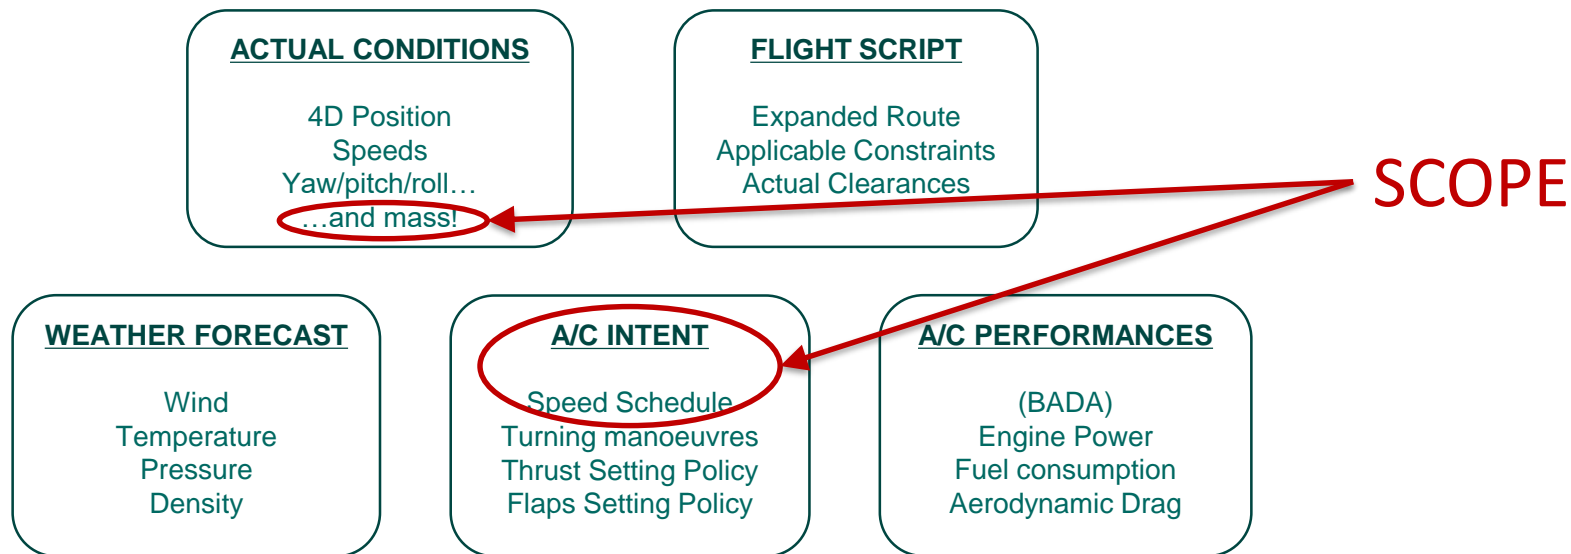 ACTUAL CONDITIONS
4D Position
Speeds
Yaw/pitch/roll…
…and mass!
FLIGHT SCRIPT
Expanded Route
Applicable Constraints
Actual Clearances
SCOPE
WEATHER FORECAST
Wind
Temperature
Pressure
Density
A/C INTENT
Speed Schedule
Turning manoeuvres
Thrust Setting Policy
Flaps Setting Policy
A/C PERFORMANCES
(BADA)
Engine Power
Fuel consumption
Aerodynamic Drag